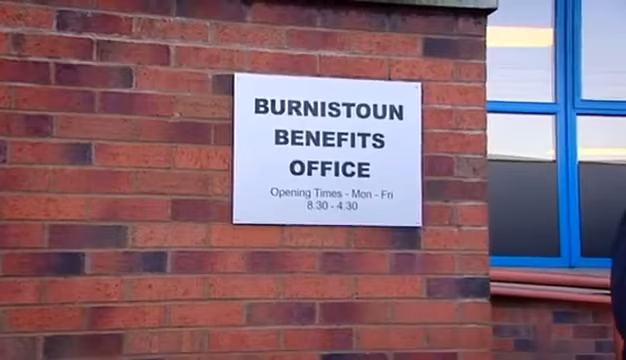 BURNISTOUN
BENEFITS
OFFICE
Opening Times - Mon - Fri
8.30 - 4.30